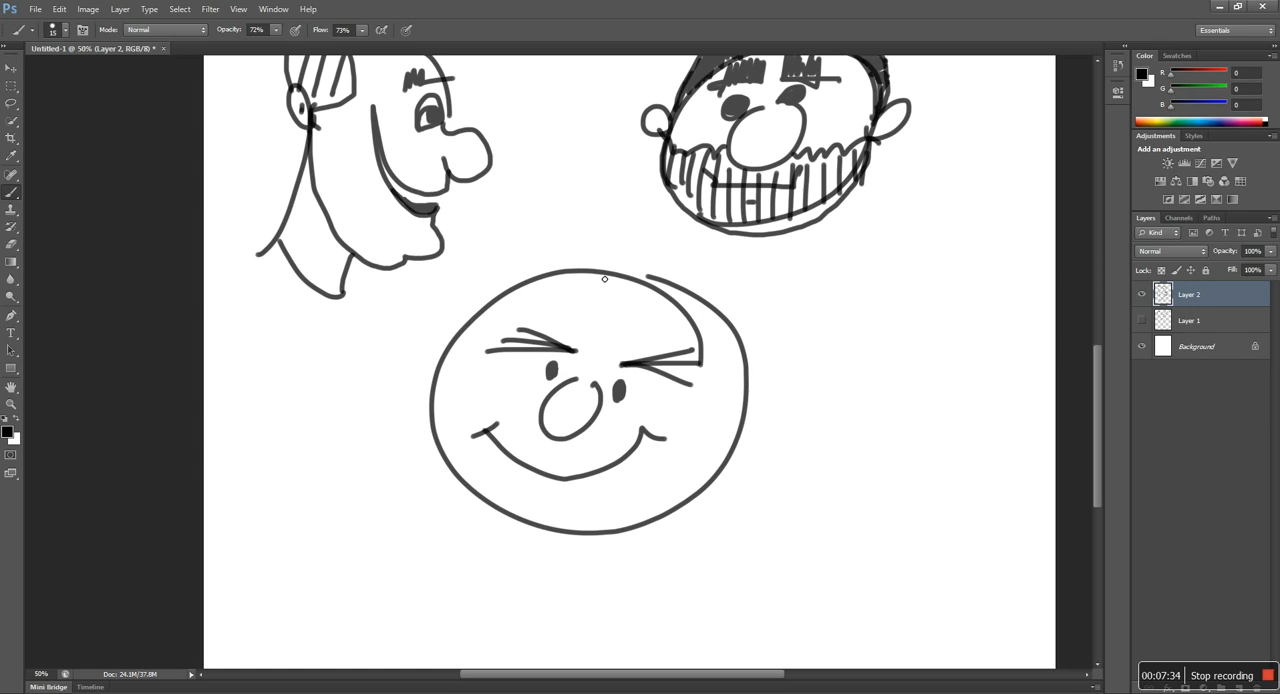 Ps File Edit Image Layer Type Select Filter 3D View Window Help
15 Mode: Normal Opacity: 72% Flow: 73% Essentials
Untitled-1 @ 50% (Layer 2, RGB/8) * ×
Color Swatches
R 0
G 0
B 0
Adjustments Styles
Add an adjustment
Layers Channels Paths
Kind
Normal Opacity: 100%
Lock: Fill: 100%
Layer 2
Layer 1
Background
50% Doc: 24.1M/37.8M
Mini Bridge Timeline
00:07:34 Stop recording